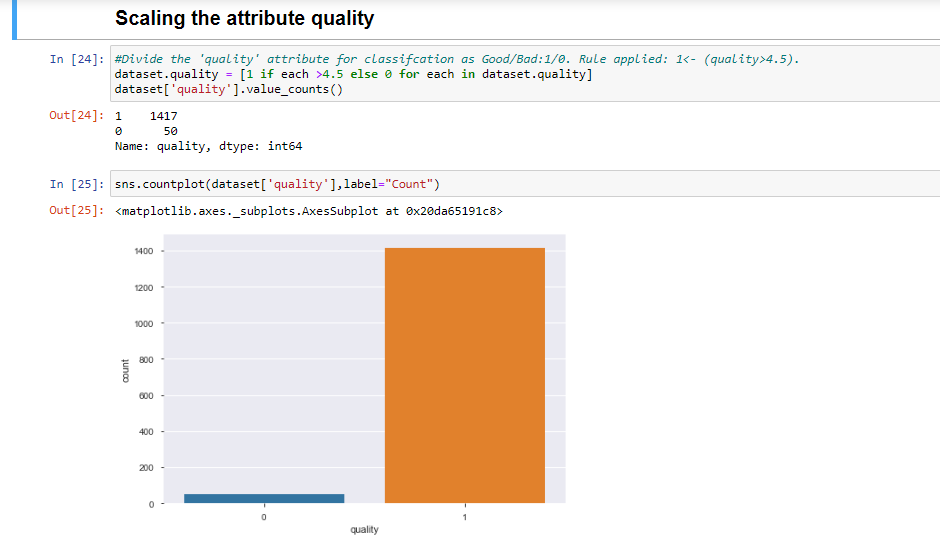 Scaling the attribute quality
In [24]: #Divide the 'quality' attribute for classifcation as Good/Bad:1/0. Rule applied: 1<- (quality>4.5).
dataset.quality = [1 if each >4.5 else 0 for each in dataset.quality]
dataset['quality'].value_counts()
Out[24]: 1    1417
0      50
Name: quality, dtype: int64
In [25]: sns.countplot(dataset['quality'],label="Count")
Out[25]: <matplotlib.axes._subplots.AxesSubplot at 0x20da65191c8>
1400
1200
1000
800
600
400
200
0
count
0 1
quality